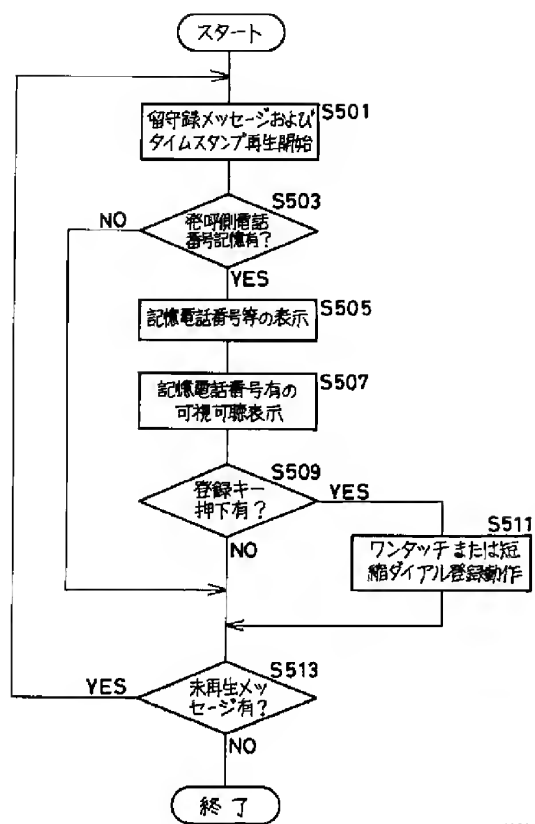 スタート
留守録メッセージおよび
タイムスタンプ再生開始
S501
S503
発呼側電話
番号記憶有?
NO
YES
記憶電話番号等の表示
S505
記憶電話番号有の
可視可聴表示
S507
S509
登録キー
押下有?
YES
NO
S511
ワンタッチまたは短
縮ダイアル登録動作
S513
未再生メッ
セージ有?
YES
NO
終了